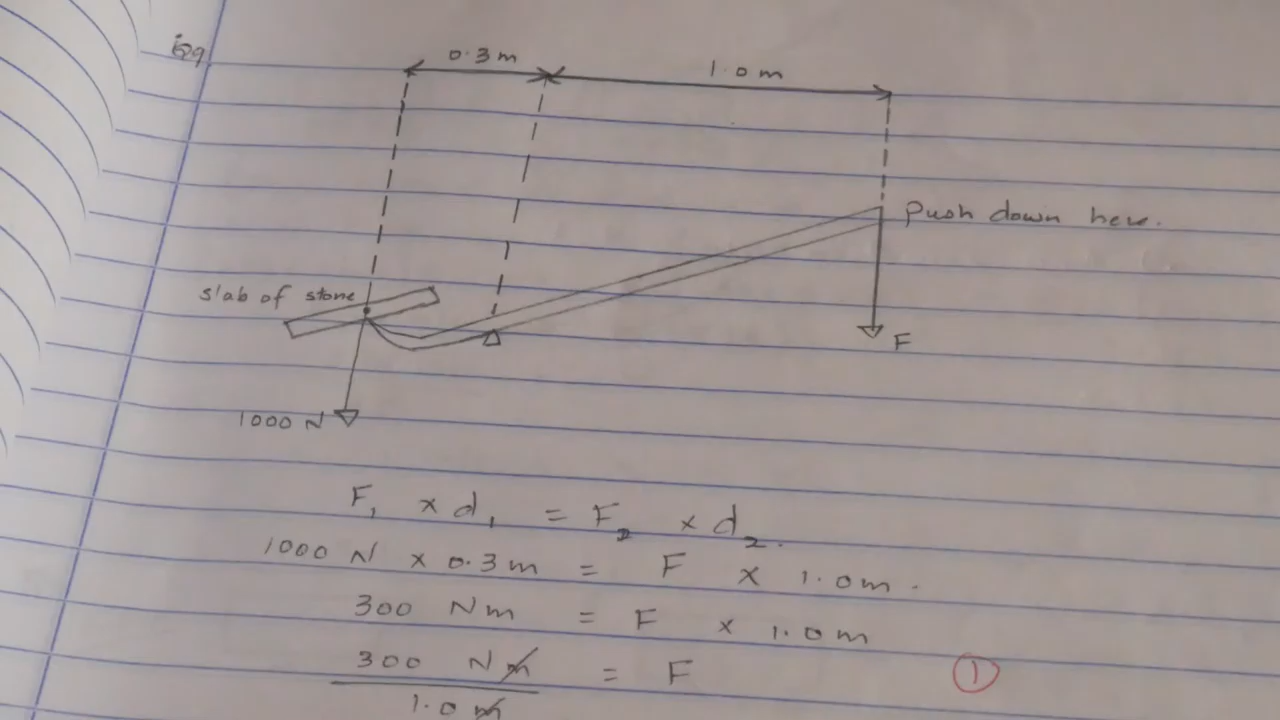 0.3 m 1.0 m
Push down here.
slab of stone
F
1000 N
F₁ × d₁ = F₂ × d₂.
1000 N × 0.3 m = F × 1.0 m.
300 Nm = F × 1.0 m
300 Nm = F
1.0 m
1